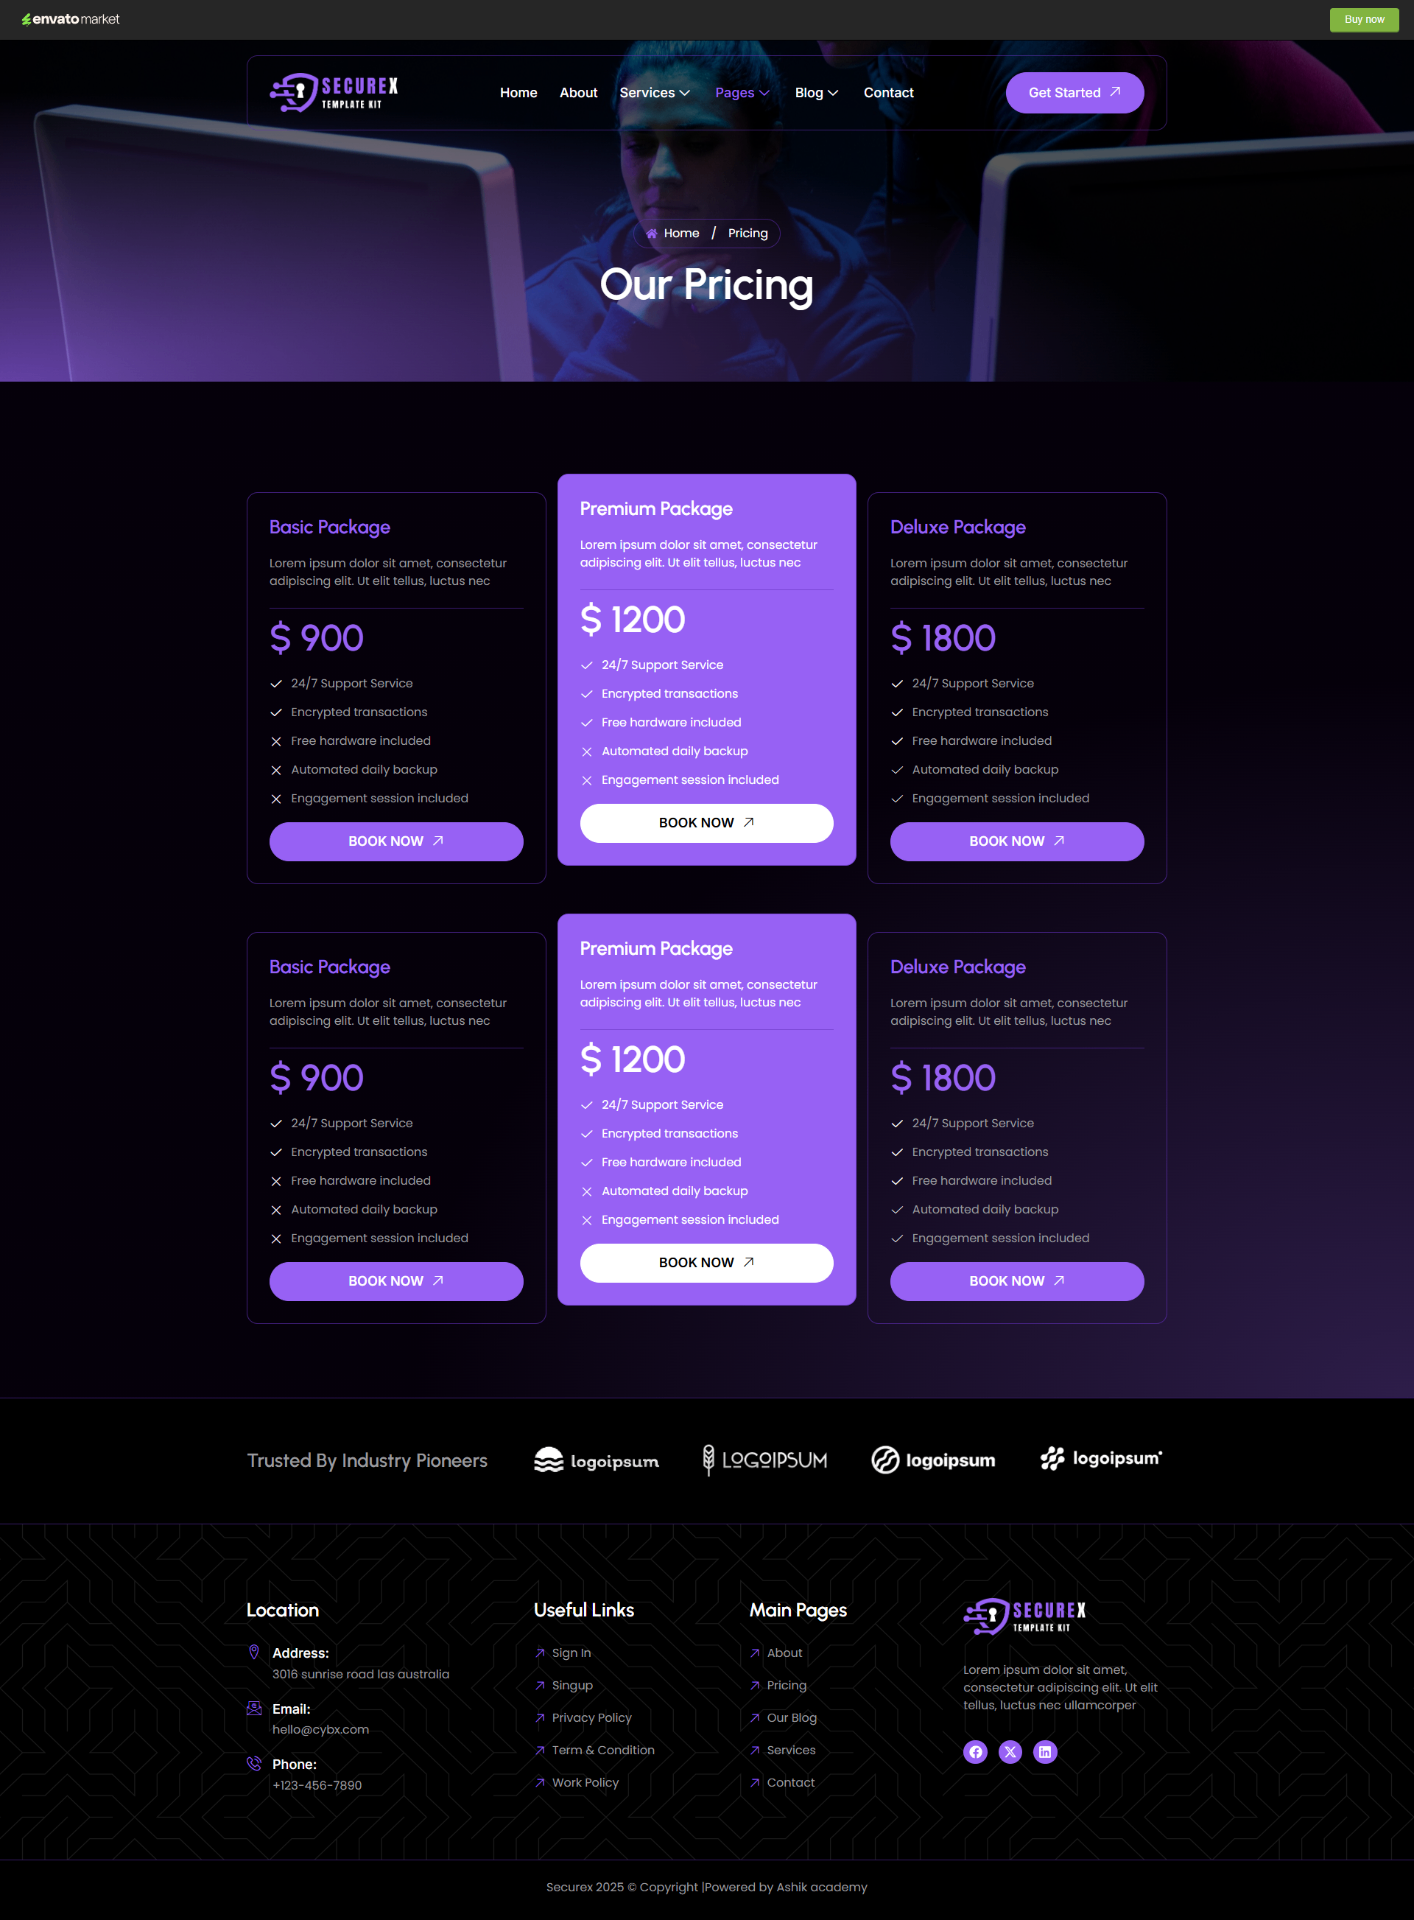 envato market
Buy now
SECUREX
TEMPLATE KIT
Home
About
Services
Pages
Blog
Contact
Get Started
Home / Pricing
Our Pricing
Basic Package
Lorem ipsum dolor sit amet, consectetur
adipiscing elit. Ut elit tellus, luctus nec
$ 900
24/7 Support Service
Encrypted transactions
Free hardware included
Automated daily backup
Engagement session included
BOOK NOW
Premium Package
Lorem ipsum dolor sit amet, consectetur
adipiscing elit. Ut elit tellus, luctus nec
$ 1200
24/7 Support Service
Encrypted transactions
Free hardware included
Automated daily backup
Engagement session included
BOOK NOW
Deluxe Package
Lorem ipsum dolor sit amet, consectetur
adipiscing elit. Ut elit tellus, luctus nec
$ 1800
24/7 Support Service
Encrypted transactions
Free hardware included
Automated daily backup
Engagement session included
BOOK NOW
Basic Package
Lorem ipsum dolor sit amet, consectetur
adipiscing elit. Ut elit tellus, luctus nec
$ 900
24/7 Support Service
Encrypted transactions
Free hardware included
Automated daily backup
Engagement session included
BOOK NOW
Premium Package
Lorem ipsum dolor sit amet, consectetur
adipiscing elit. Ut elit tellus, luctus nec
$ 1200
24/7 Support Service
Encrypted transactions
Free hardware included
Automated daily backup
Engagement session included
BOOK NOW
Deluxe Package
Lorem ipsum dolor sit amet, consectetur
adipiscing elit. Ut elit tellus, luctus nec
$ 1800
24/7 Support Service
Encrypted transactions
Free hardware included
Automated daily backup
Engagement session included
BOOK NOW
Trusted By Industry Pioneers
logoipsum
LOGOIPSUM
logoipsum
logoipsum
Location
Address:
3016 sunrise road las australia
Email:
hello@cybx.com
Phone:
+123-456-7890
Useful Links
Sign In
Singup
Privacy Policy
Term & Condition
Work Policy
Main Pages
About
Pricing
Our Blog
Services
Contact
SECUREX
TEMPLATE KIT
Lorem ipsum dolor sit amet,
consectetur adipiscing elit. Ut elit
tellus, luctus nec ullamcorper
Securex 2025 © Copyright |Powered by Ashik academy